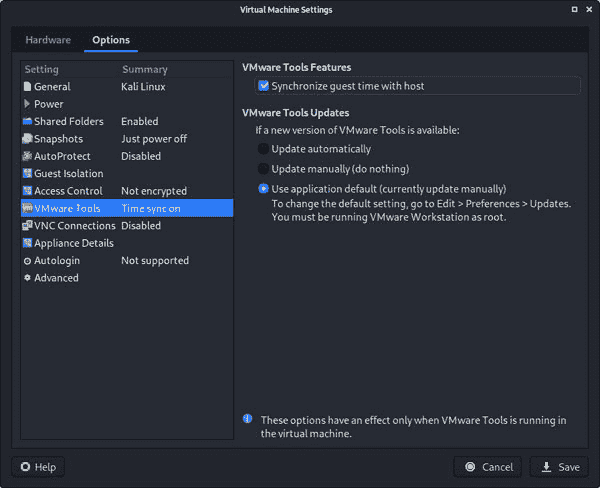 Virtual Machine Settings
Hardware Options
Setting Summary
General Kali Linux
Power
Shared Folders Enabled
Snapshots Just power off
AutoProtect Disabled
Guest Isolation
Access Control Not encrypted
VMware Tools Time sync on
VNC Connections Disabled
Appliance Details
Autologin Not supported
Advanced
VMware Tools Features
Synchronize guest time with host
VMware Tools Updates
If a new version of VMware Tools is available:
Update automatically
Update manually (do nothing)
Use application default (currently update manually)
To change the default setting, go to Edit > Preferences > Updates.
You must be running VMware Workstation as root.
These options have an effect only when VMware Tools is running in
the virtual machine.
Help Cancel Save